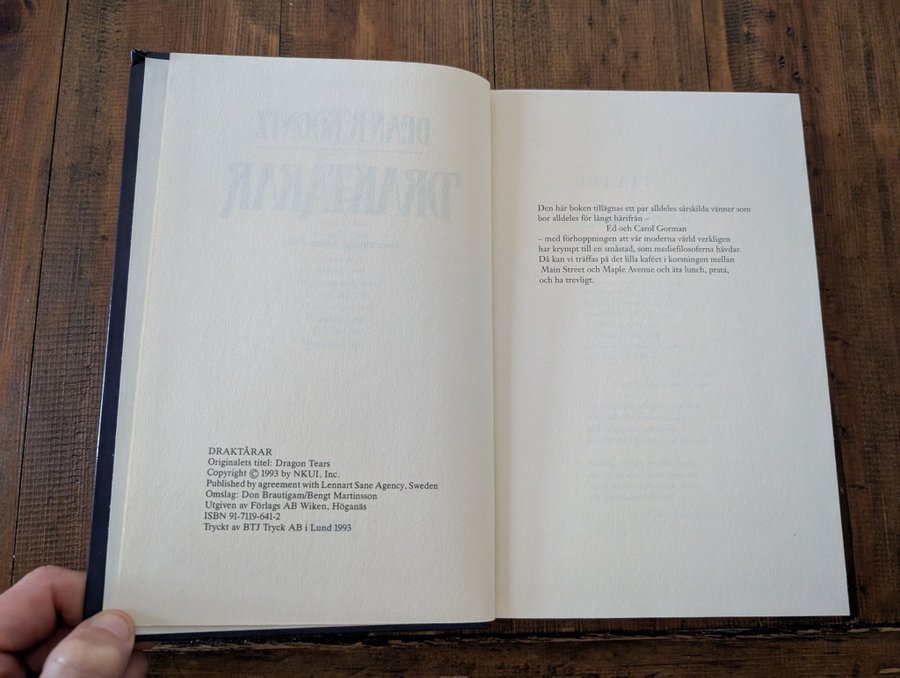 DRAKTÅRAR
Originalets titel: Dragon Tears
Copyright © 1993 by NKUI, Inc.
Published by agreement with Lennart Sane Agency, Sweden
Omslag: Don Brautigam/Bengt Martinsson
Utgiven av Förlags AB Wiken, Höganäs
ISBN 91-7119-641-2
Tryckt av BTJ Tryck AB i Lund 1993
Den här boken tillägnas ett par alldeles särskilda vänner som
bor alldeles för långt härifrån –
Ed och Carol Gorman
– med förhoppningen att vår moderna värld verkligen
har krympt till en småstad, som mediefilosoferna hävdar.
Då kan vi träffas på det lilla kaféet i korsningen mellan
Main Street och Maple Avenue och äta lunch, prata,
och ha trevligt.